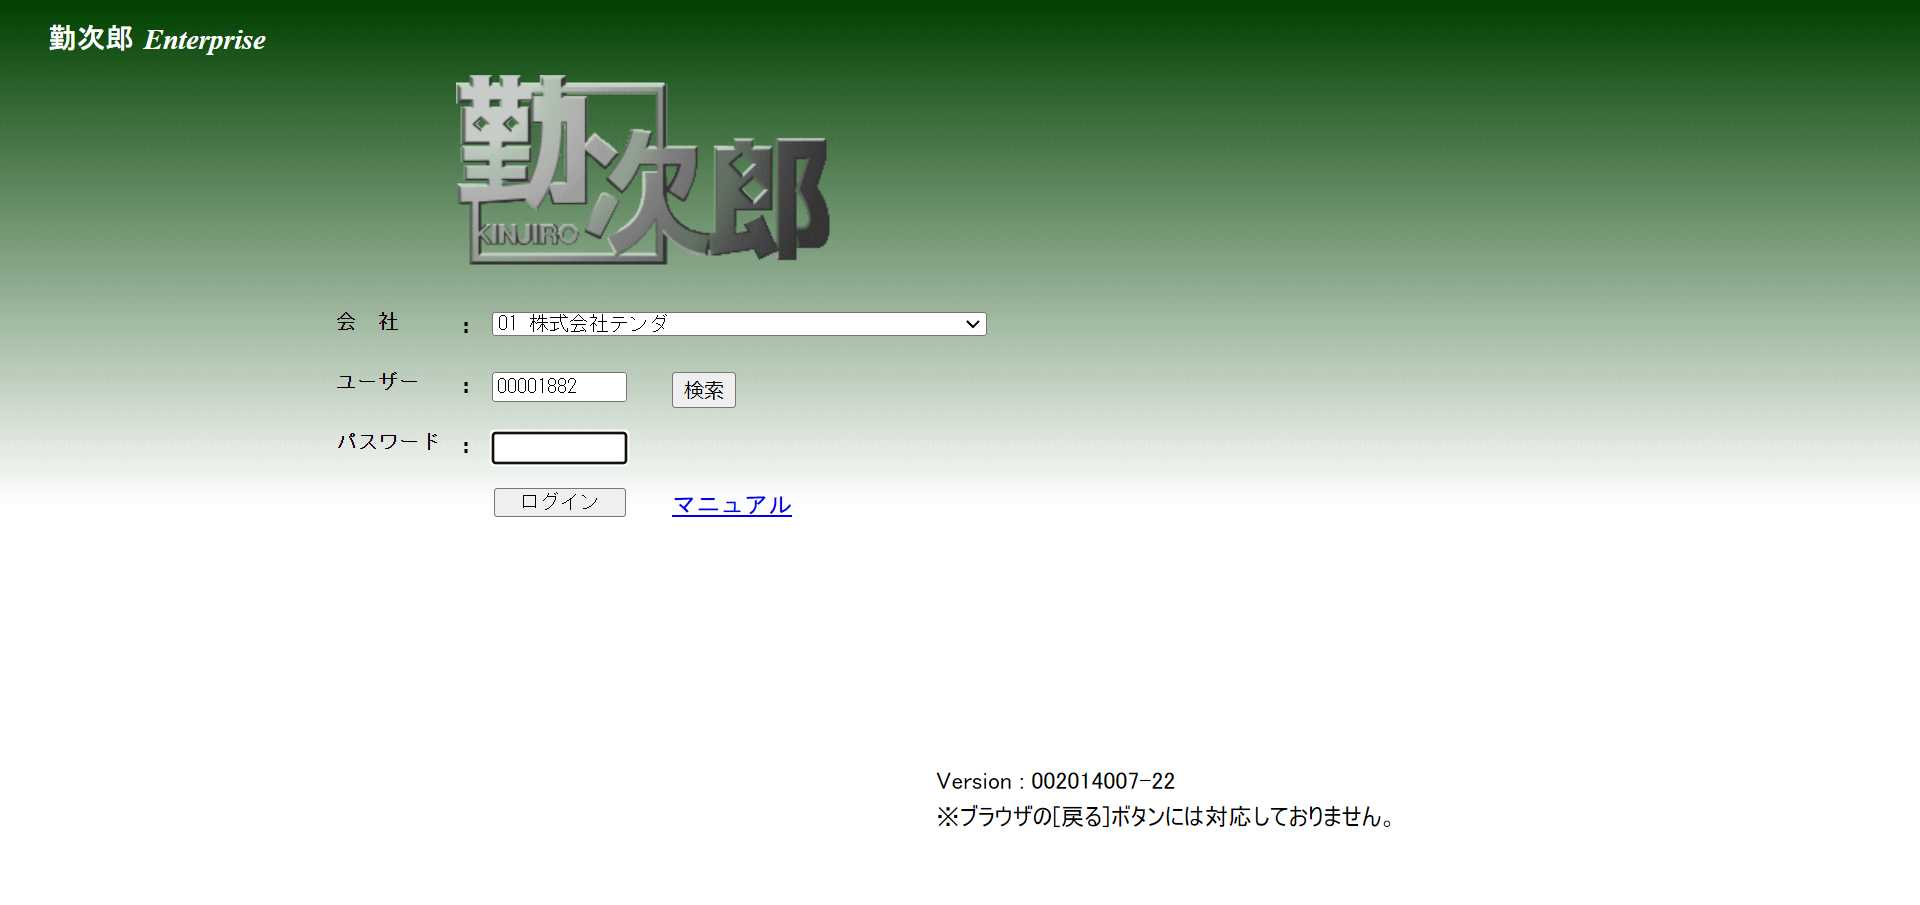 勤次郎 Enterprise
勤次郎
KINJIRO
会　社 : 01 株式会社テンダ
ユーザー : 00001882 検索
パスワード :
ログイン マニュアル
Version : 002014007-22
※ブラウザの[戻る]ボタンには対応しておりません。